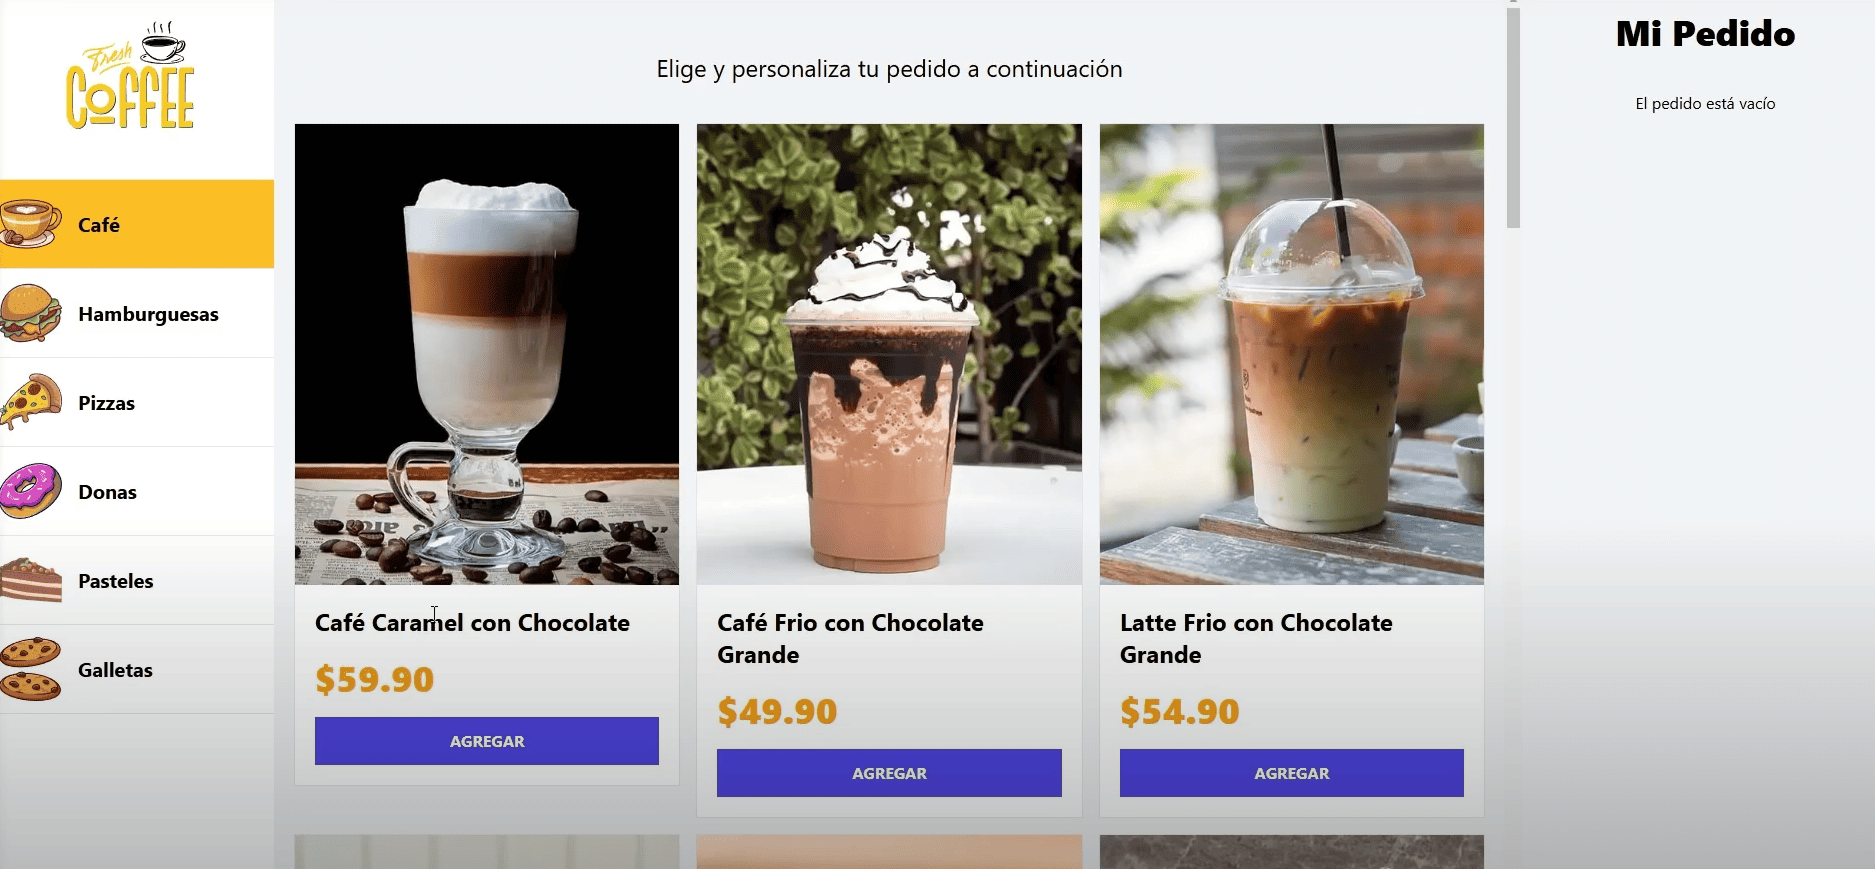 Fresh
COFFEE
Café
Hamburguesas
Pizzas
Donas
Pasteles
Galletas
Elige y personaliza tu pedido a continuación
Café Caramel con Chocolate
$59.90
AGREGAR
Café Frio con Chocolate
Grande
$49.90
AGREGAR
Latte Frio con Chocolate
Grande
$54.90
AGREGAR
Mi Pedido
El pedido está vacío